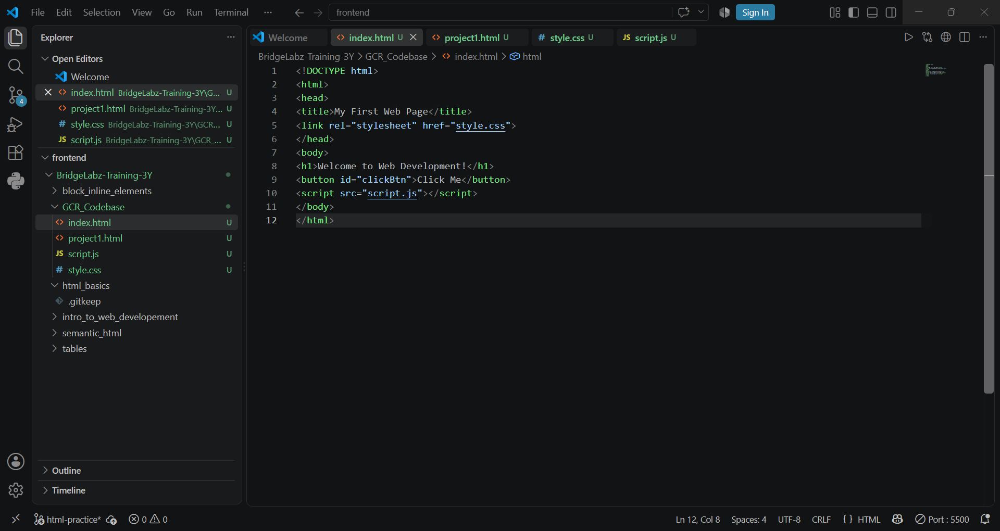 File Edit Selection View Go Run Terminal ··· frontend Sign In
Explorer ···
Open Editors
Welcome
index.html BridgeLabz-Training-3Y\G... U
project1.html BridgeLabz-Training-3Y... U
# style.css BridgeLabz-Training-3Y\GCR... U
JS script.js BridgeLabz-Training-3Y\GCR_... U
frontend
BridgeLabz-Training-3Y
block_inline_elements
GCR_Codebase
index.html U
project1.html U
JS script.js U
# style.css U
html_basics
.gitkeep
intro_to_web_developement
semantic_html
tables
Outline
Timeline
4
Welcome index.html U project1.html U # style.css U JS script.js U
BridgeLabz-Training-3Y > GCR_Codebase > index.html > html
1 <!DOCTYPE html>
2 <html>
3 <head>
4 <title>My First Web Page</title>
5 <link rel="stylesheet" href="style.css">
6 </head>
7 <body>
8 <h1>Welcome to Web Development!</h1>
9 <button id="clickBtn">Click Me</button>
10 <script src="script.js"></script>
11 </body>
12 </html>
html-practice* 0 0 Ln 12, Col 8 Spaces: 4 UTF-8 CRLF { } HTML Port : 5500